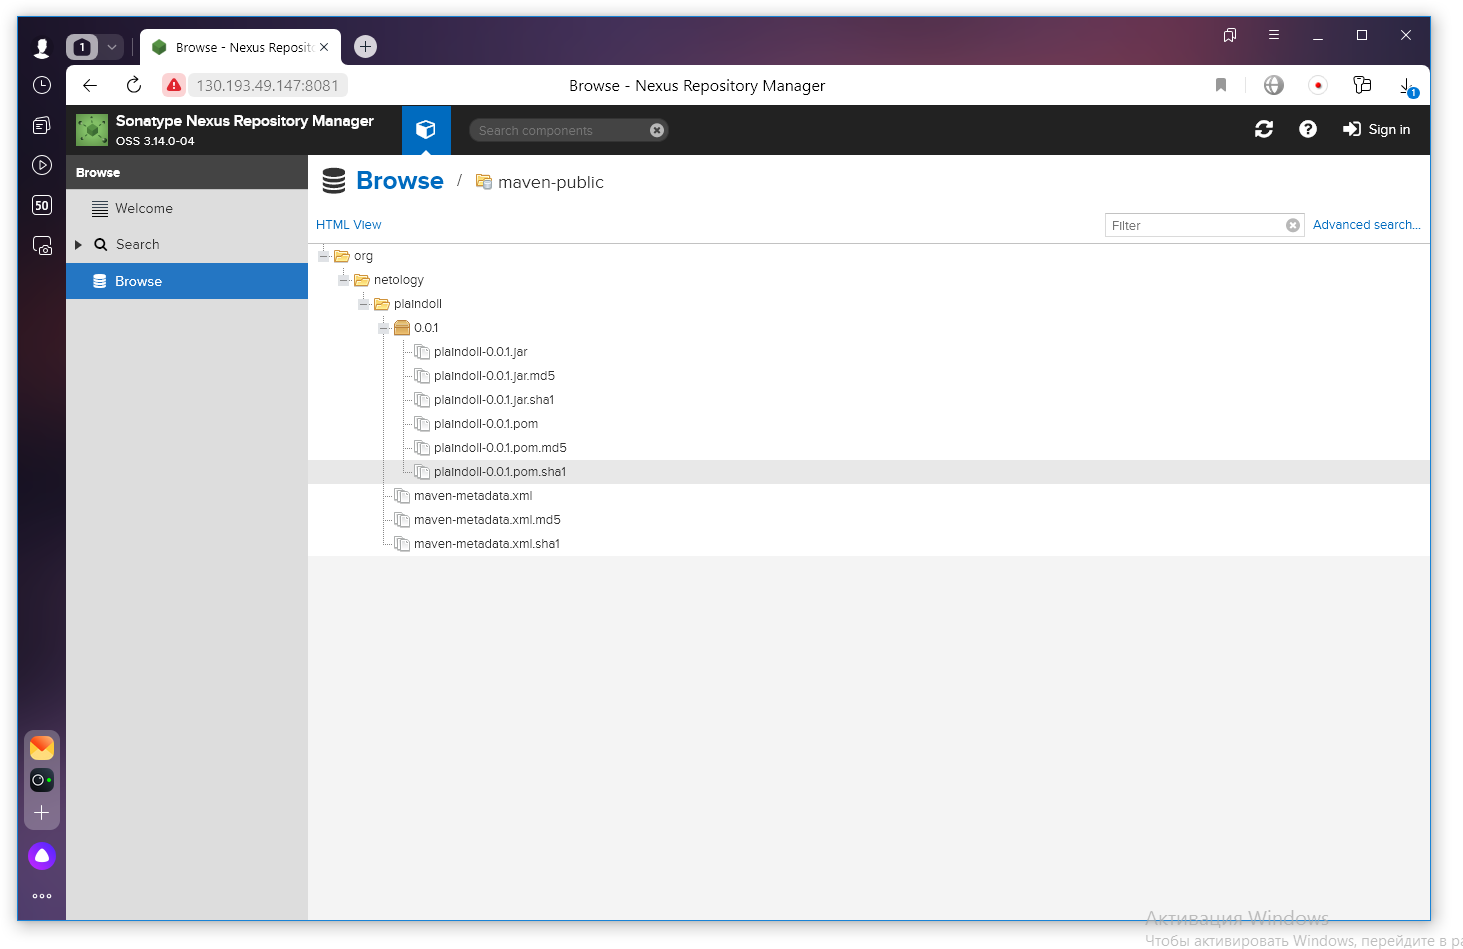 1
Browse - Nexus Reposit
130.193.49.147:8081
Browse - Nexus Repository Manager
1
Sonatype Nexus Repository Manager
OSS 3.14.0-04
Search components
Sign in
50
Browse
Welcome
Search
Browse
Browse / maven-public
HTML View
Filter
Advanced search...
org
netology
plaindoll
0.0.1
plaindoll-0.0.1.jar
plaindoll-0.0.1.jar.md5
plaindoll-0.0.1.jar.sha1
plaindoll-0.0.1.pom
plaindoll-0.0.1.pom.md5
plaindoll-0.0.1.pom.sha1
maven-metadata.xml
maven-metadata.xml.md5
maven-metadata.xml.sha1
Активация Windows
Чтобы активировать Windows, перейдите в